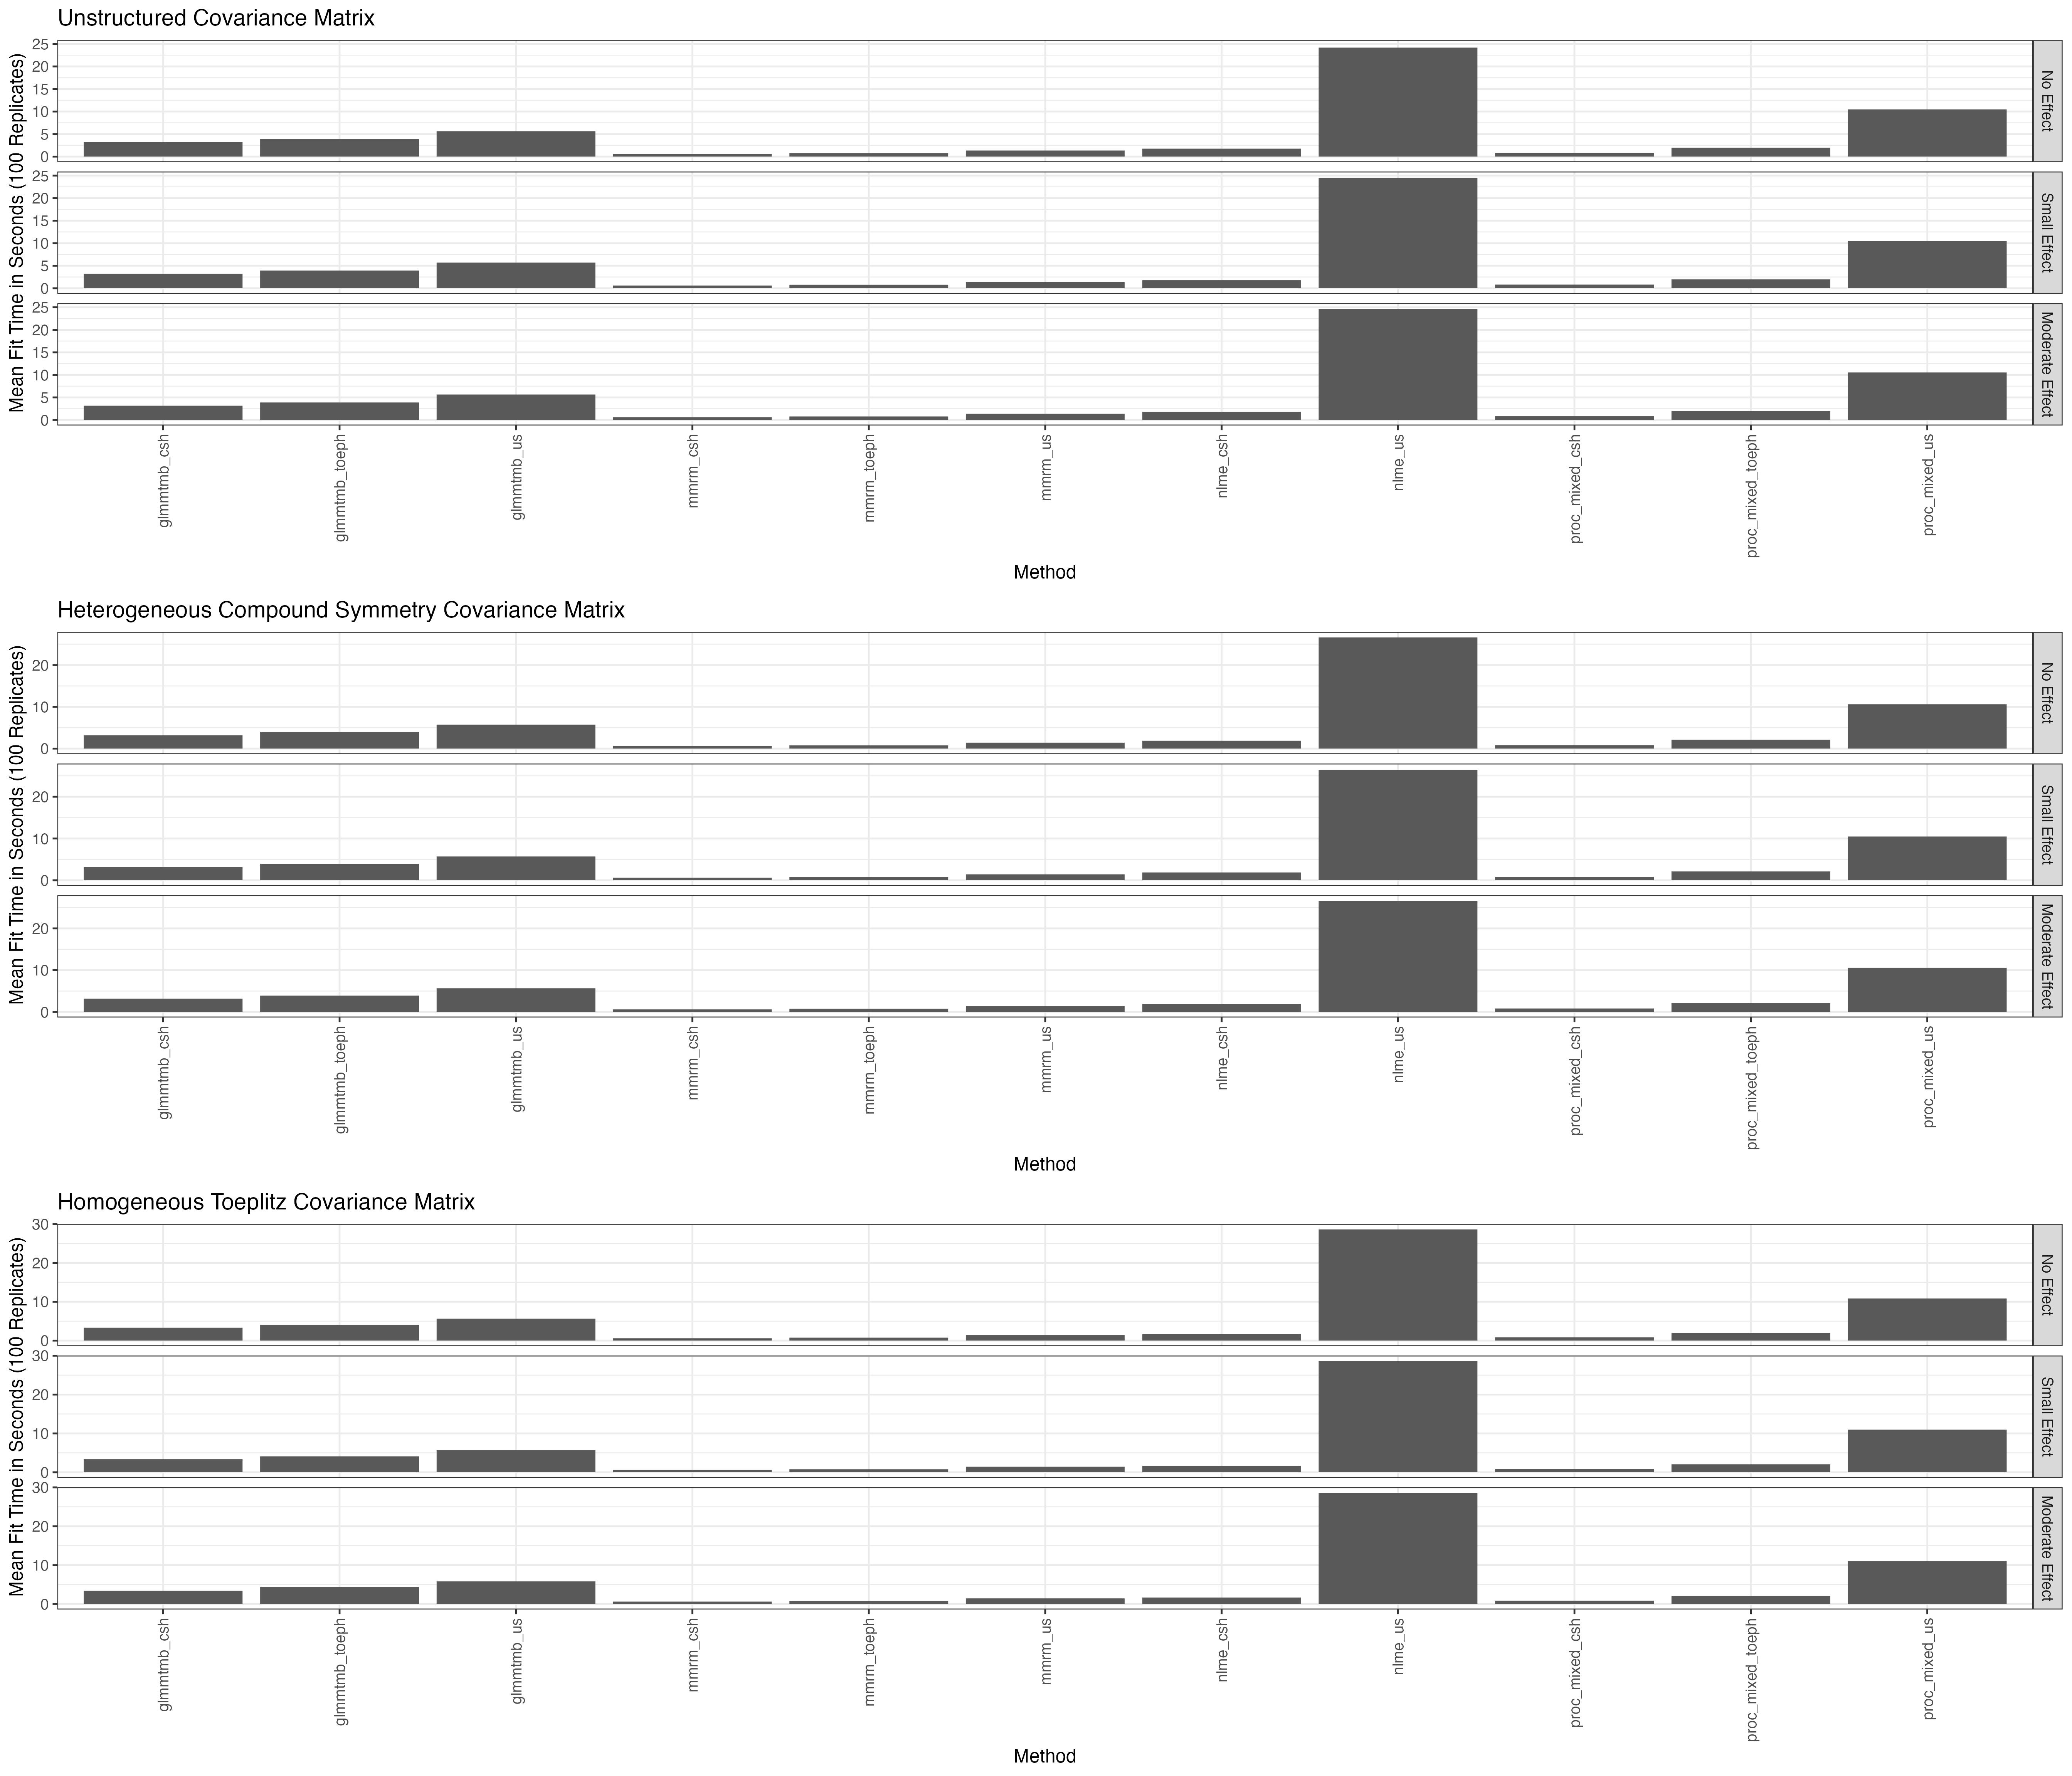 Unstructured Covariance Matrix
Mean Fit Time in Seconds (100 Replicates)
25
20
15
10
5
0
No Effect
25
20
15
10
5
0
Small Effect
25
20
15
10
5
0
Moderate Effect
glmmtmb_csh
glmmtmb_toeph
glmmtmb_us
mmrm_csh
mmrm_toeph
mmrm_us
nlme_csh
nlme_us
proc_mixed_csh
proc_mixed_toeph
proc_mixed_us
Method
Heterogeneous Compound Symmetry Covariance Matrix
Mean Fit Time in Seconds (100 Replicates)
20
10
0
No Effect
20
10
0
Small Effect
20
10
0
Moderate Effect
glmmtmb_csh
glmmtmb_toeph
glmmtmb_us
mmrm_csh
mmrm_toeph
mmrm_us
nlme_csh
nlme_us
proc_mixed_csh
proc_mixed_toeph
proc_mixed_us
Method
Homogeneous Toeplitz Covariance Matrix
Mean Fit Time in Seconds (100 Replicates)
30
20
10
0
No Effect
30
20
10
0
Small Effect
30
20
10
0
Moderate Effect
glmmtmb_csh
glmmtmb_toeph
glmmtmb_us
mmrm_csh
mmrm_toeph
mmrm_us
nlme_csh
nlme_us
proc_mixed_csh
proc_mixed_toeph
proc_mixed_us
Method